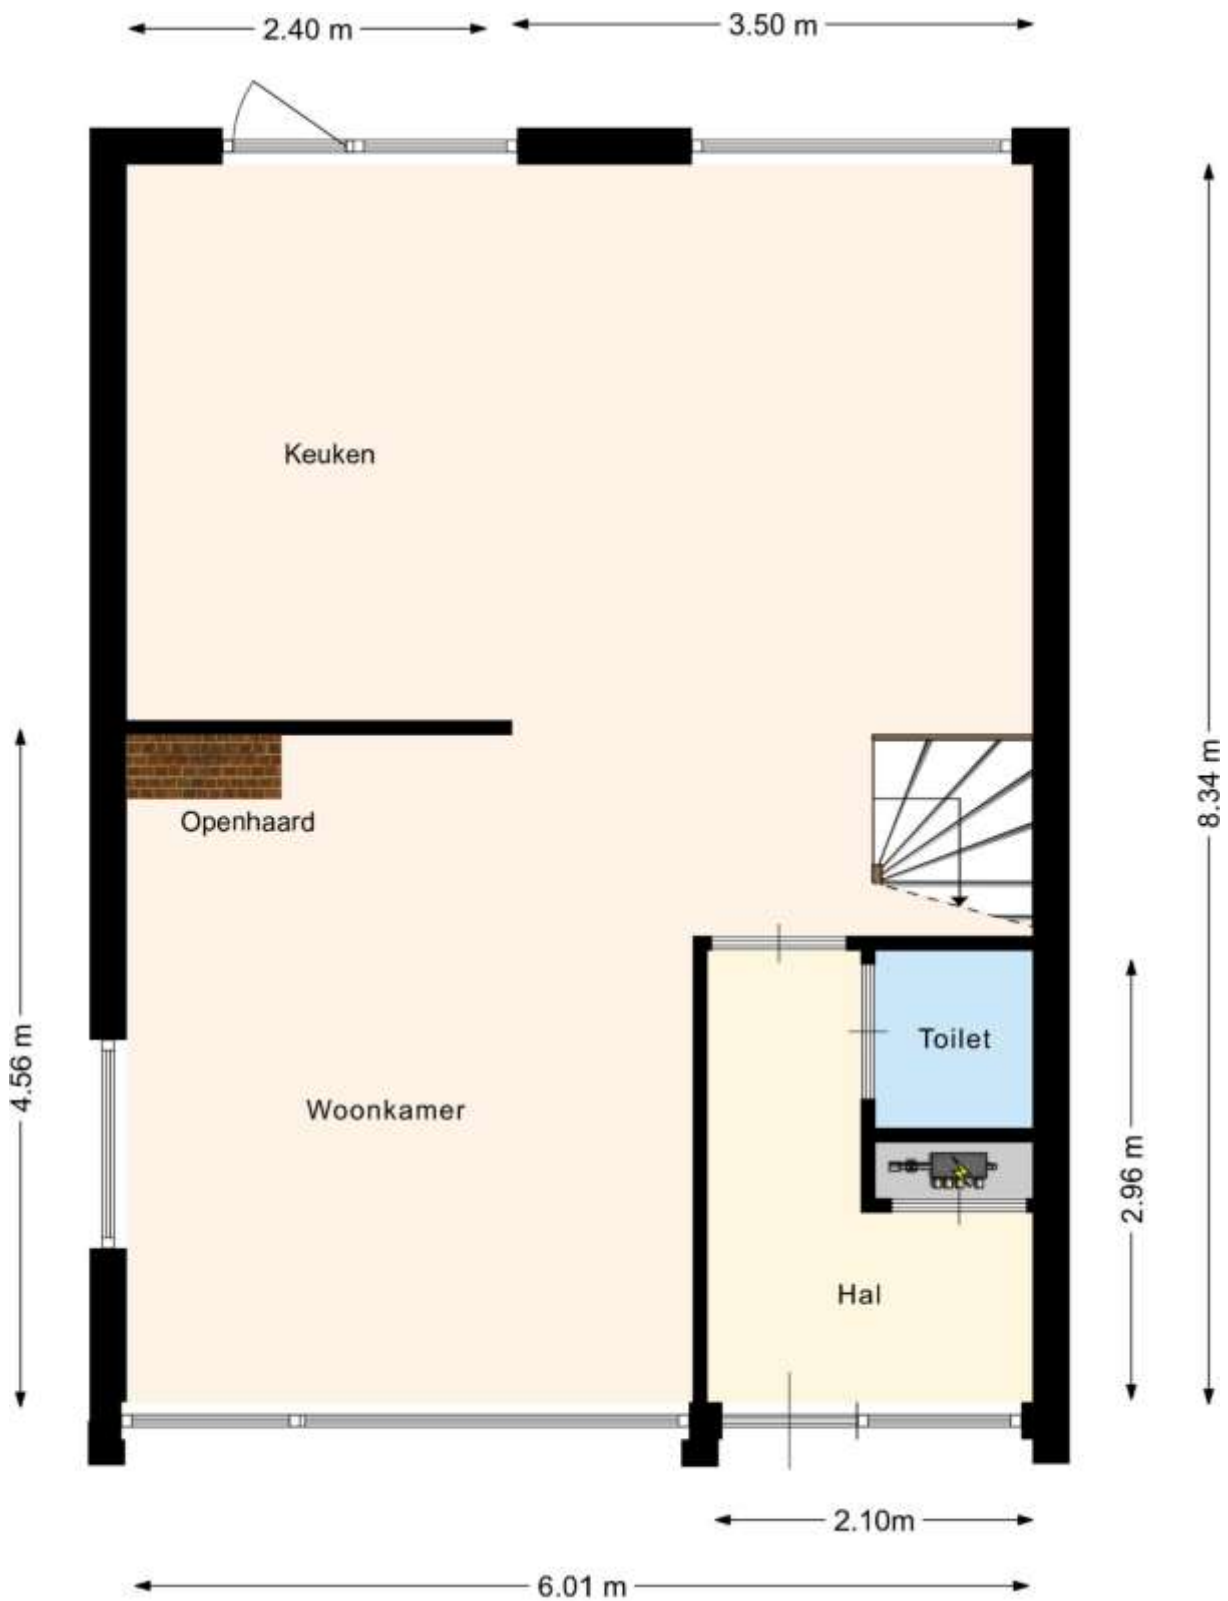 2.40 m
3.50 m
Keuken
Openhaard
8.34 m
4.56 m
Toilet
Woonkamer
2.96 m
Hal
2.10m
6.01 m